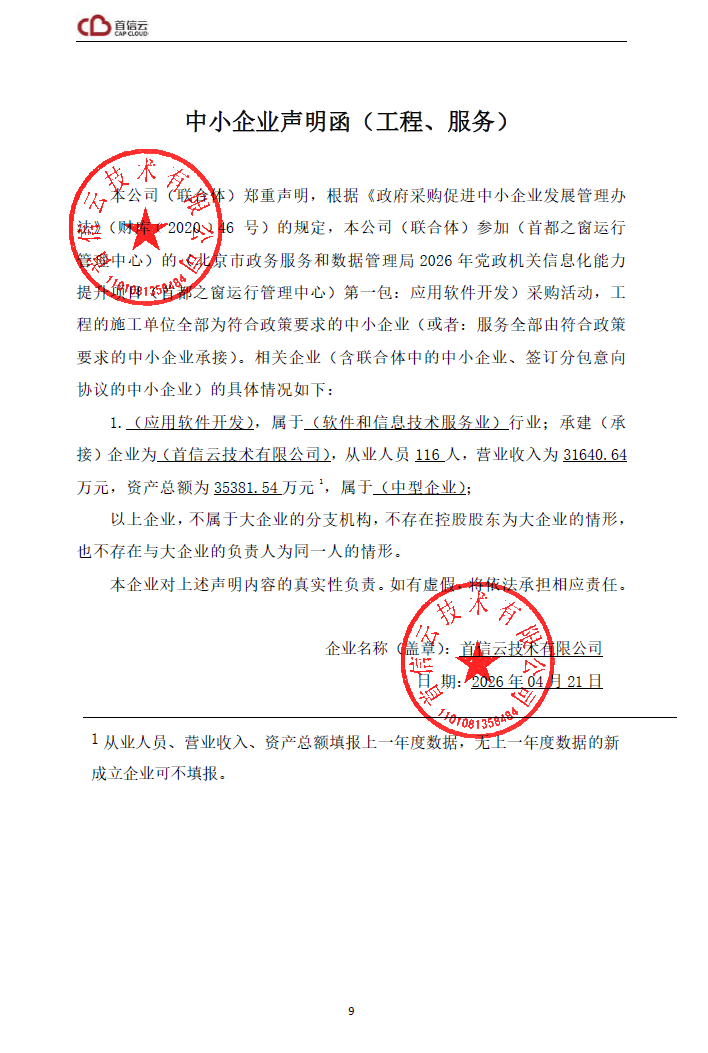 首信云
CAP CLOUD
中小企业声明函（工程、服务）
本公司（联合体）郑重声明，根据《政府采购促进中小企业发展管理办
法》（财库﹝2020﹞46 号）的规定，本公司（联合体）参加（首都之窗运行
管理中心）的（北京市政务服务和数据管理局 2026 年党政机关信息化能力
提升项目（首都之窗运行管理中心）第一包：应用软件开发）采购活动，工
程的施工单位全部为符合政策要求的中小企业（或者：服务全部由符合政策
要求的中小企业承接）。相关企业（含联合体中的中小企业、签订分包意向
协议的中小企业）的具体情况如下：
1.（应用软件开发），属于（软件和信息技术服务业）行业；承建（承
接）企业为（首信云技术有限公司），从业人员 116 人，营业收入为 31640.64
万元，资产总额为 35381.54 万元 1，属于（中型企业）；
以上企业，不属于大企业的分支机构，不存在控股股东为大企业的情形，
也不存在与大企业的负责人为同一人的情形。
本企业对上述声明内容的真实性负责。如有虚假，将依法承担相应责任。
企业名称（盖章）：首信云技术有限公司
日 期：2026 年 04 月 21 日
首信云技术有限公司
1101081358484
首信云技术有限公司
1101081358484
1 从业人员、营业收入、资产总额填报上一年度数据，无上一年度数据的新
成立企业可不填报。
9